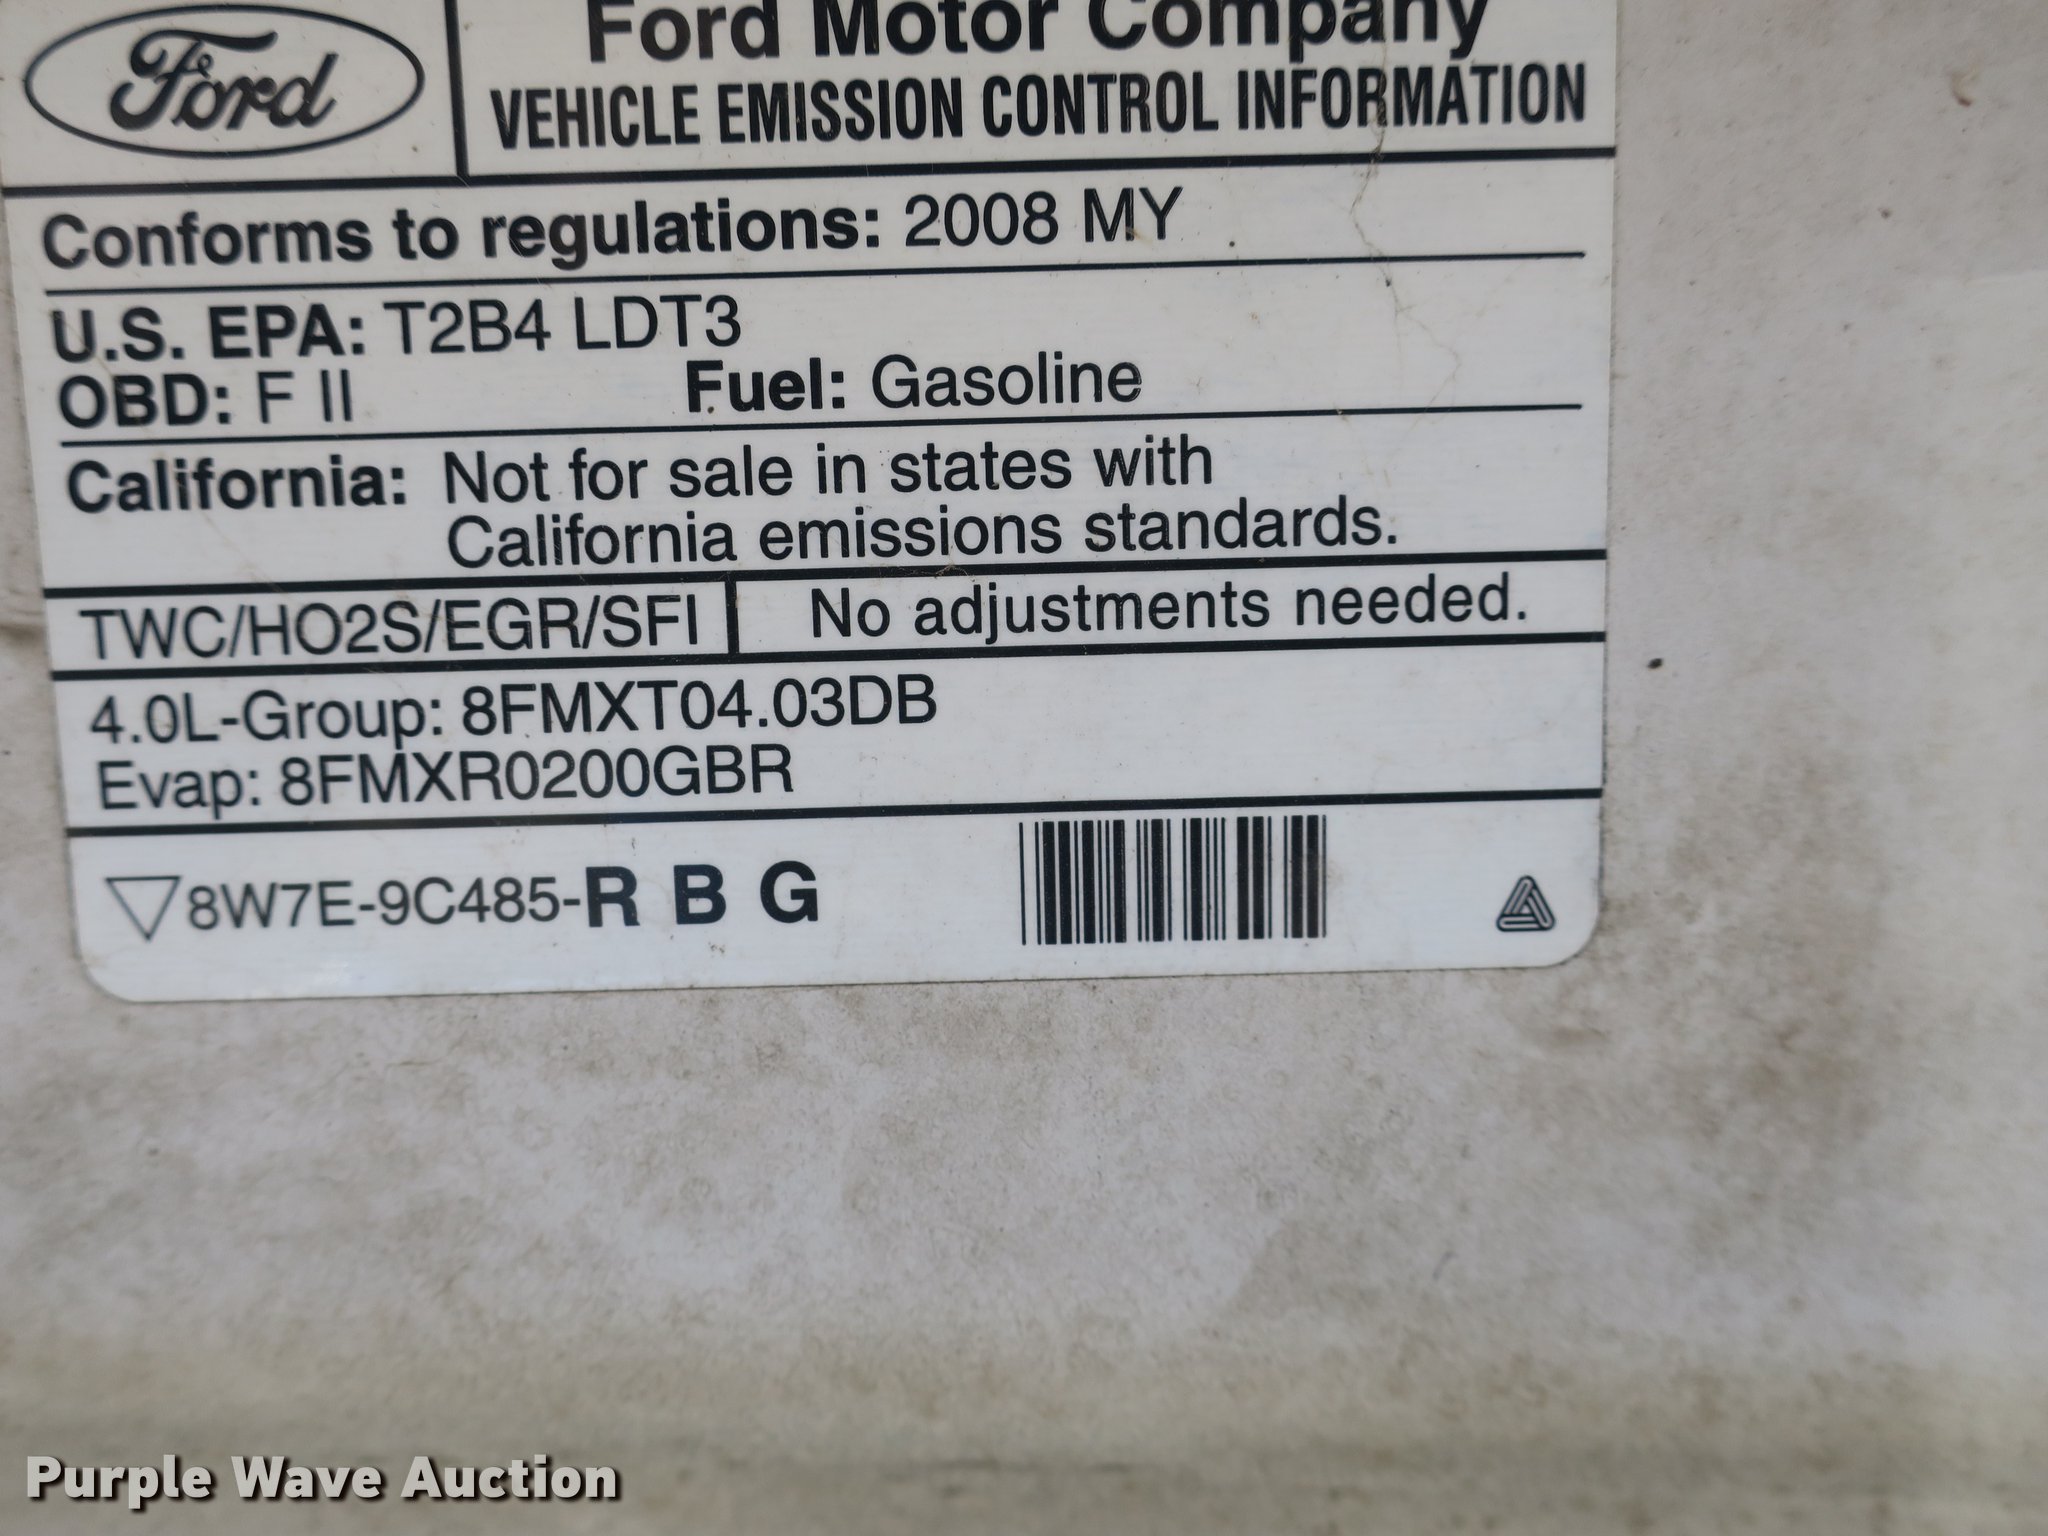 Ford
Ford Motor Company
VEHICLE EMISSION CONTROL INFORMATION
Conforms to regulations: 2008 MY
U.S. EPA: T2B4 LDT3
OBD: F II Fuel: Gasoline
California: Not for sale in states with
California emissions standards.
TWC/HO2S/EGR/SFI No adjustments needed.
4.0L-Group: 8FMXT04.03DB
Evap: 8FMXR0200GBR
8W7E-9C485-R B G
Purple Wave Auction